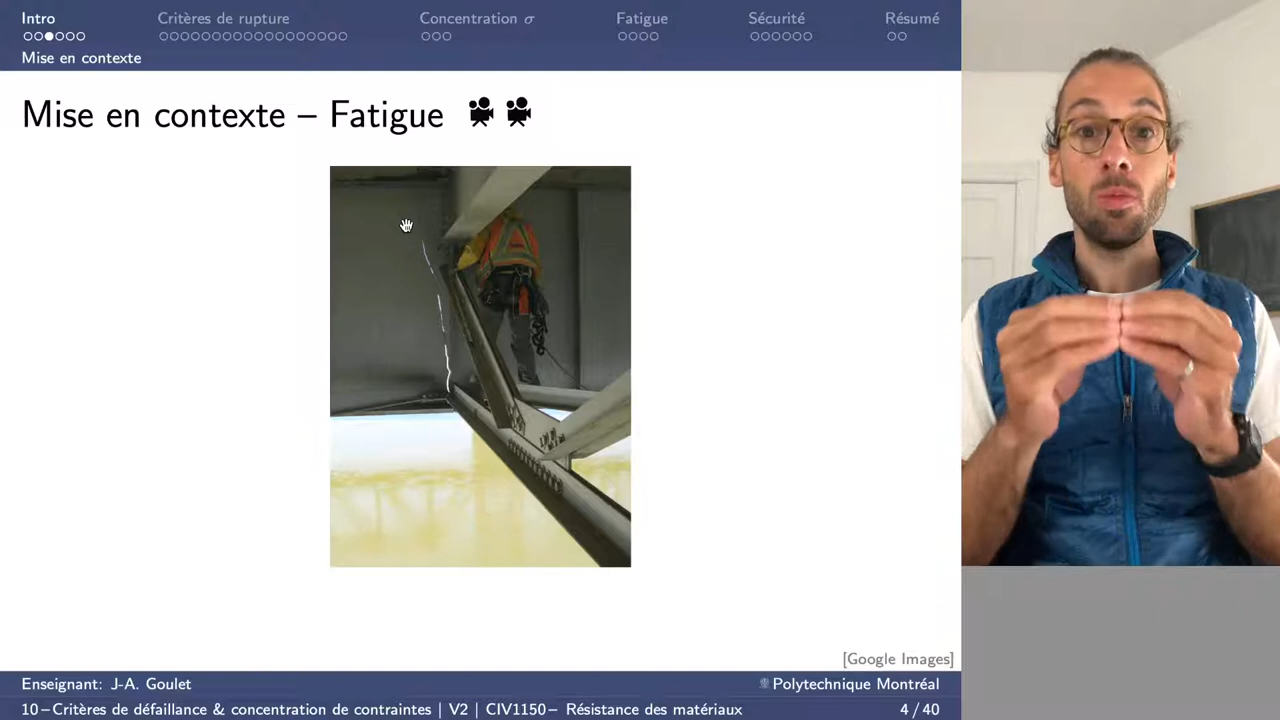 Intro
Critères de rupture
Concentration σ
Fatigue
Sécurité
Résumé
Mise en contexte
Mise en contexte – Fatigue
[Google Images]
Enseignant: J-A. Goulet
Polytechnique Montréal
10 – Critères de défaillance & concentration de contraintes | V2 | CIV1150 – Résistance des matériaux
4 / 40